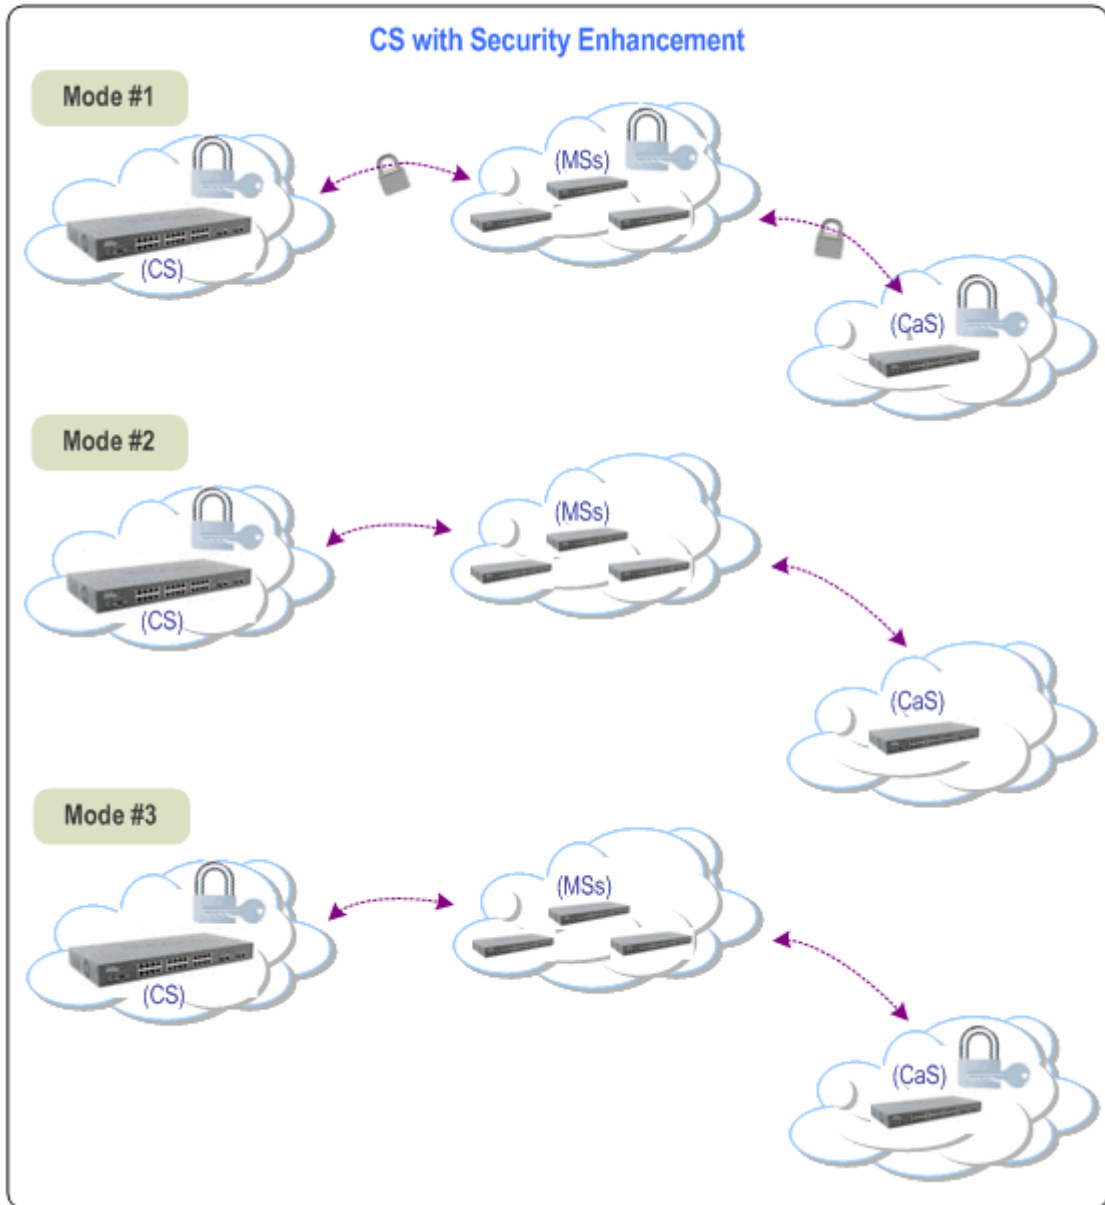 CS with Security Enhancement
Mode #1
(MSs)
(CS)
(CaS)
Mode #2
(MSs)
(CS)
(CaS)
Mode #3
(MSs)
(CS)
(CaS)